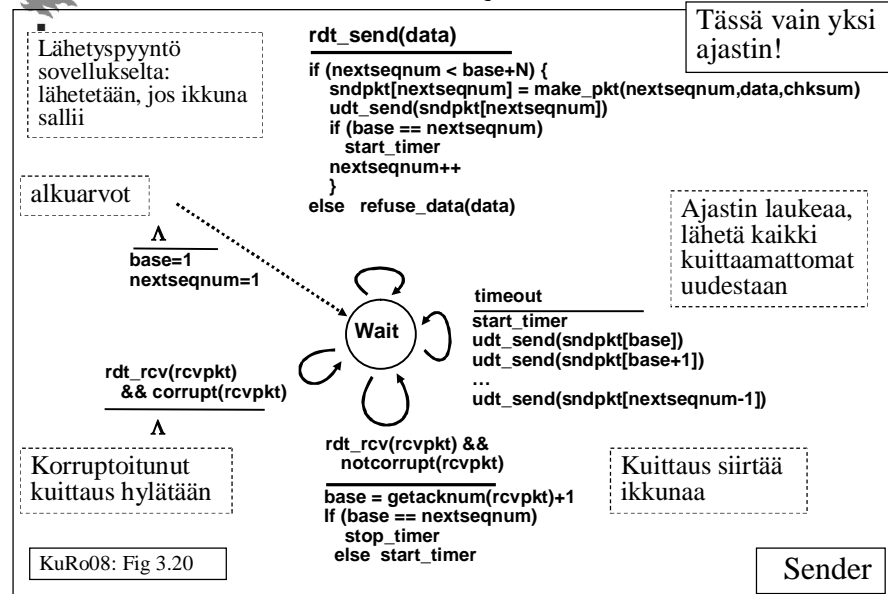 Tässä vain yksi
ajastin!
Lähetyspyyntö
sovellukselta:
lähetetään, jos ikkuna
sallii
rdt_send(data)
if (nextseqnum < base+N) {
sndpkt[nextseqnum] = make_pkt(nextseqnum,data,chksum)
udt_send(sndpkt[nextseqnum])
if (base == nextseqnum)
start_timer
nextseqnum++
}
else refuse_data(data)
alkuarvot
Λ
base=1
nextseqnum=1
Ajastin laukeaa,
lähetä kaikki
kuittaamattomat
uudestaan
Wait
timeout
start_timer
udt_send(sndpkt[base])
udt_send(sndpkt[base+1])
…
udt_send(sndpkt[nextseqnum-1])
rdt_rcv(rcvpkt)
&& corrupt(rcvpkt)
Λ
Korruptoitunut
kuittaus hylätään
rdt_rcv(rcvpkt) &&
notcorrupt(rcvpkt)
base = getacknum(rcvpkt)+1
If (base == nextseqnum)
stop_timer
else start_timer
Kuittaus siirtää
ikkunaa
KuRo08: Fig 3.20
Sender